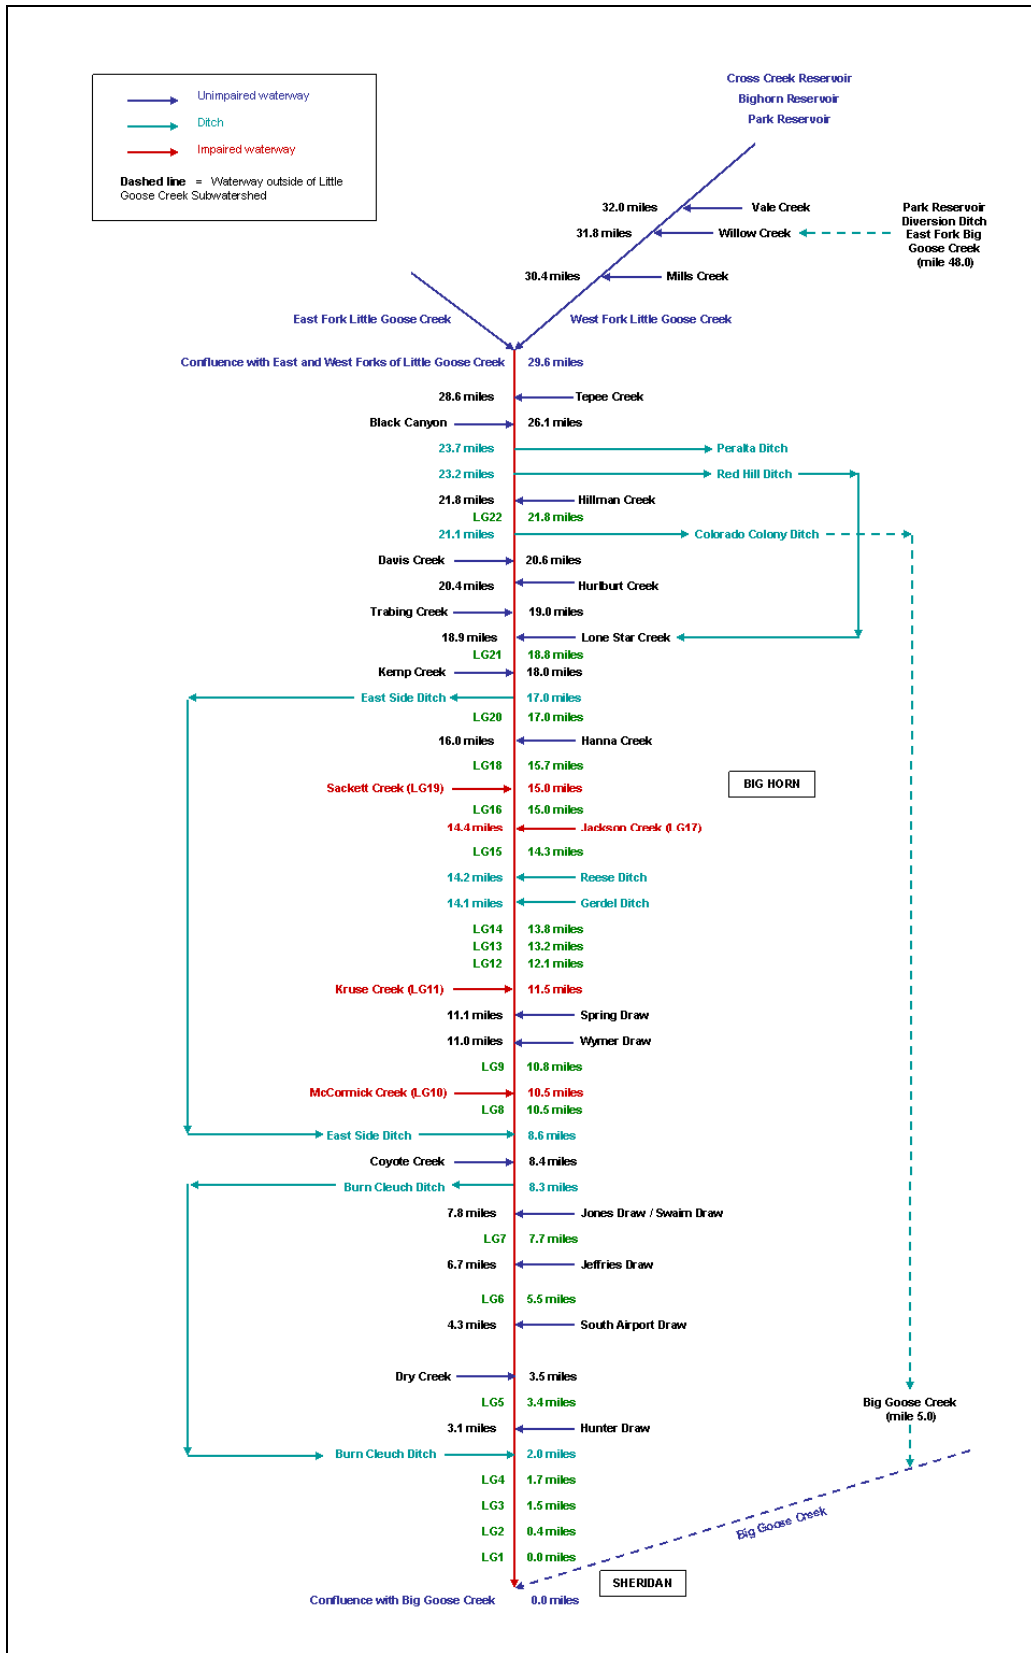 Cross Creek Reservoir
Bighorn Reservoir
Park Reservoir
Unimpaired waterway
Ditch
Impaired waterway
Dashed line = Waterway outside of Little
Goose Creek Subwatershed
32.0 miles Vale Creek
31.8 miles Willow Creek
Park Reservoir
Diversion Ditch
East Fork Big
Goose Creek
(mile 48.0)
30.4 miles Mills Creek
East Fork Little Goose Creek West Fork Little Goose Creek
Confluence with East and West Forks of Little Goose Creek 29.6 miles
28.6 miles Tepee Creek
Black Canyon 26.1 miles
23.7 miles Peralta Ditch
23.2 miles Red Hill Ditch
21.8 miles Hillman Creek
LG22 21.8 miles
21.1 miles Colorado Colony Ditch
Davis Creek 20.6 miles
20.4 miles Hurlburt Creek
Trabing Creek 19.0 miles
18.9 miles Lone Star Creek
LG21 18.8 miles
Kemp Creek 18.0 miles
East Side Ditch 17.0 miles
LG20 17.0 miles
16.0 miles Hanna Creek
LG18 15.7 miles
BIG HORN
Sackett Creek (LG19) 15.0 miles
LG16 15.0 miles
14.4 miles Jackson Creek (LG17)
LG15 14.3 miles
14.2 miles Reese Ditch
14.1 miles Gerdel Ditch
LG14 13.8 miles
LG13 13.2 miles
LG12 12.1 miles
Kruse Creek (LG11) 11.5 miles
11.1 miles Spring Draw
11.0 miles Wymer Draw
LG9 10.8 miles
McCormick Creek (LG10) 10.5 miles
LG8 10.5 miles
East Side Ditch 8.6 miles
Coyote Creek 8.4 miles
Burn Cleuch Ditch 8.3 miles
7.8 miles Jones Draw / Swaim Draw
LG7 7.7 miles
6.7 miles Jeffries Draw
LG6 5.5 miles
4.3 miles South Airport Draw
Dry Creek 3.5 miles
LG5 3.4 miles
Big Goose Creek
(mile 5.0)
3.1 miles Hunter Draw
Burn Cleuch Ditch 2.0 miles
LG4 1.7 miles
LG3 1.5 miles
LG2 0.4 miles
Big Goose Creek
LG1 0.0 miles
SHERIDAN
Confluence with Big Goose Creek 0.0 miles